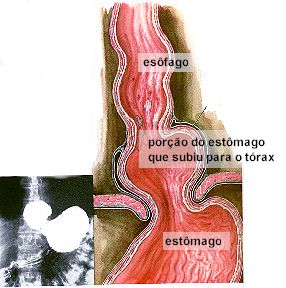 esôfago
porção do estômago
que subiu para o tórax
estômago